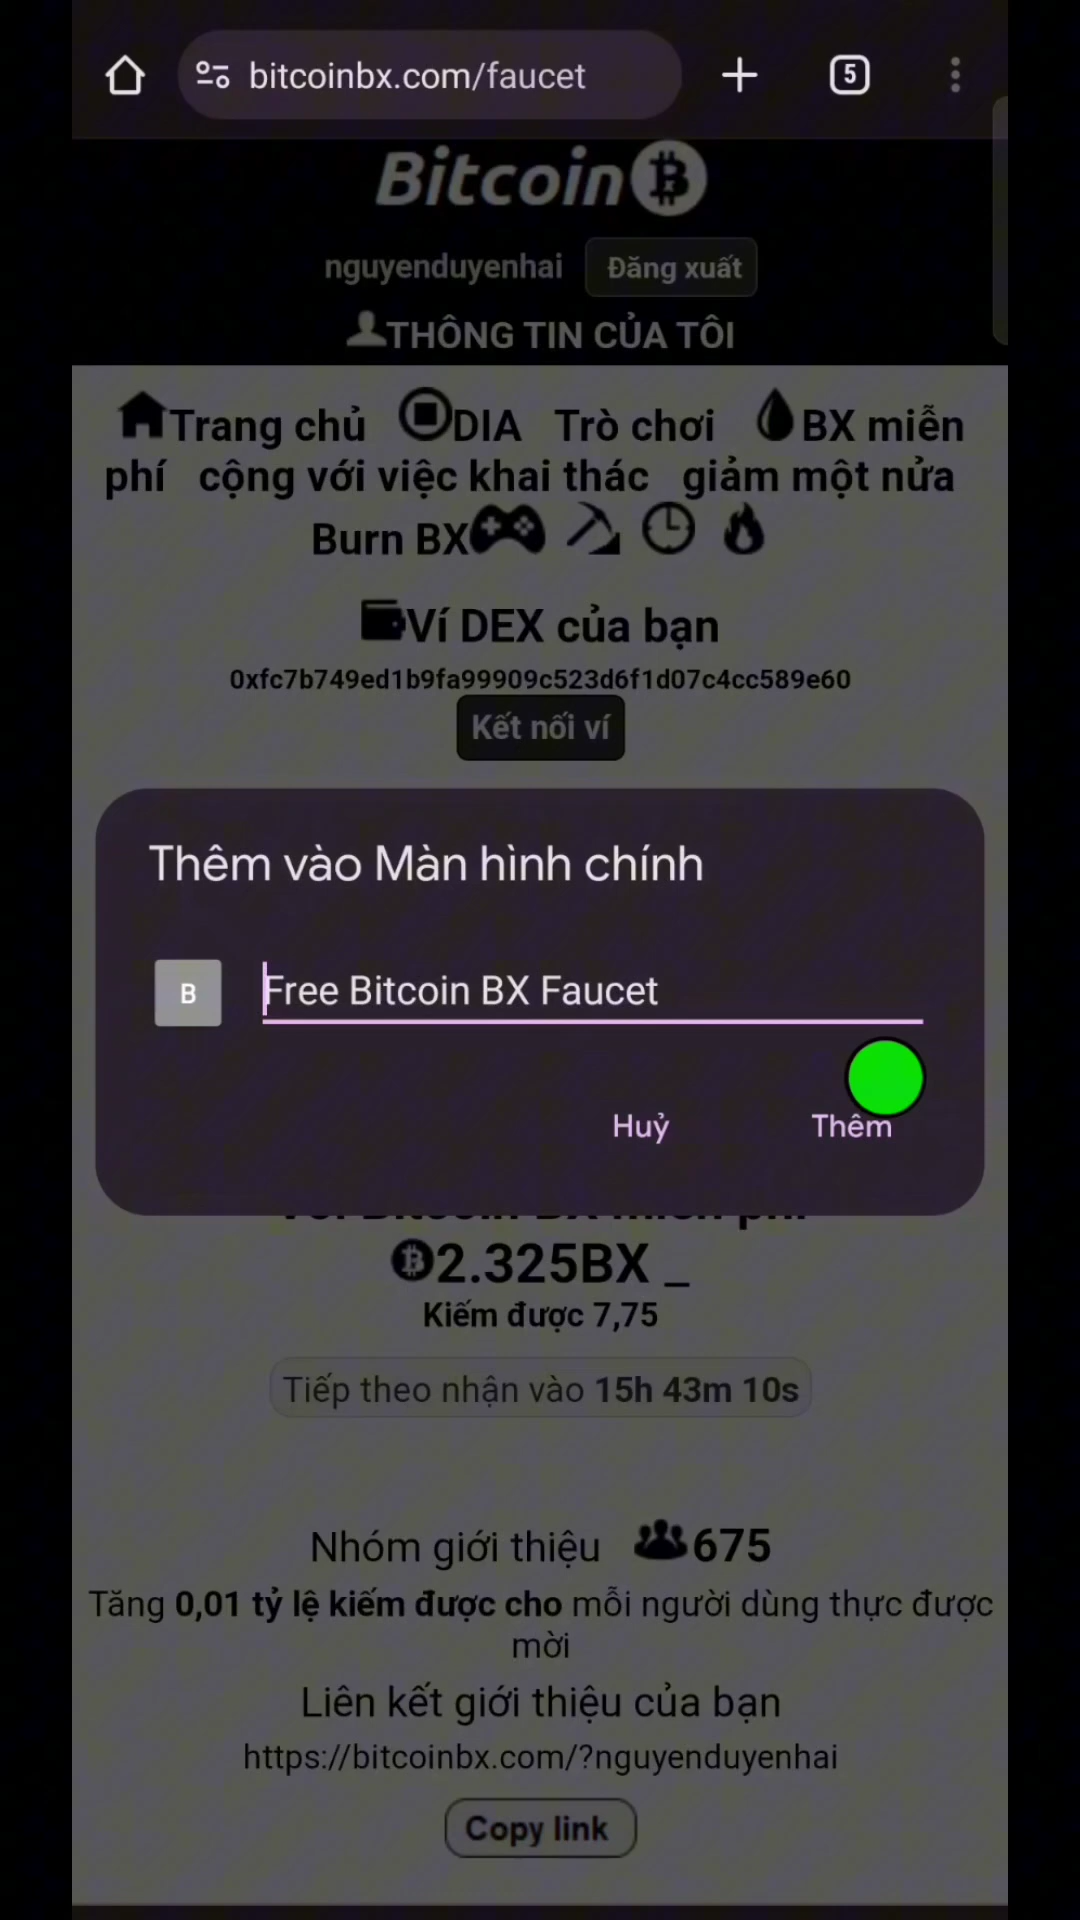 bitcoinbx.com/faucet
5
Bitcoin
nguyenduyenhai Đăng xuất
THÔNG TIN CỦA TÔI
Trang chủ DIA Trò chơi BX miễn
phí cộng với việc khai thác giảm một nửa
Burn BX
Ví DEX của bạn
0xfc7b749ed1b9fa99909c523d6f1d07c4cc589e60
Kết nối ví
Thêm vào Màn hình chính
B Free Bitcoin BX Faucet
Huỷ Thêm
2.325BX _
Kiếm được 7,75
Tiếp theo nhận vào 15h 43m 10s
Nhóm giới thiệu 675
Tăng 0,01 tỷ lệ kiếm được cho mỗi người dùng thực được
mời
Liên kết giới thiệu của bạn
https://bitcoinbx.com/?nguyenduyenhai
Copy link